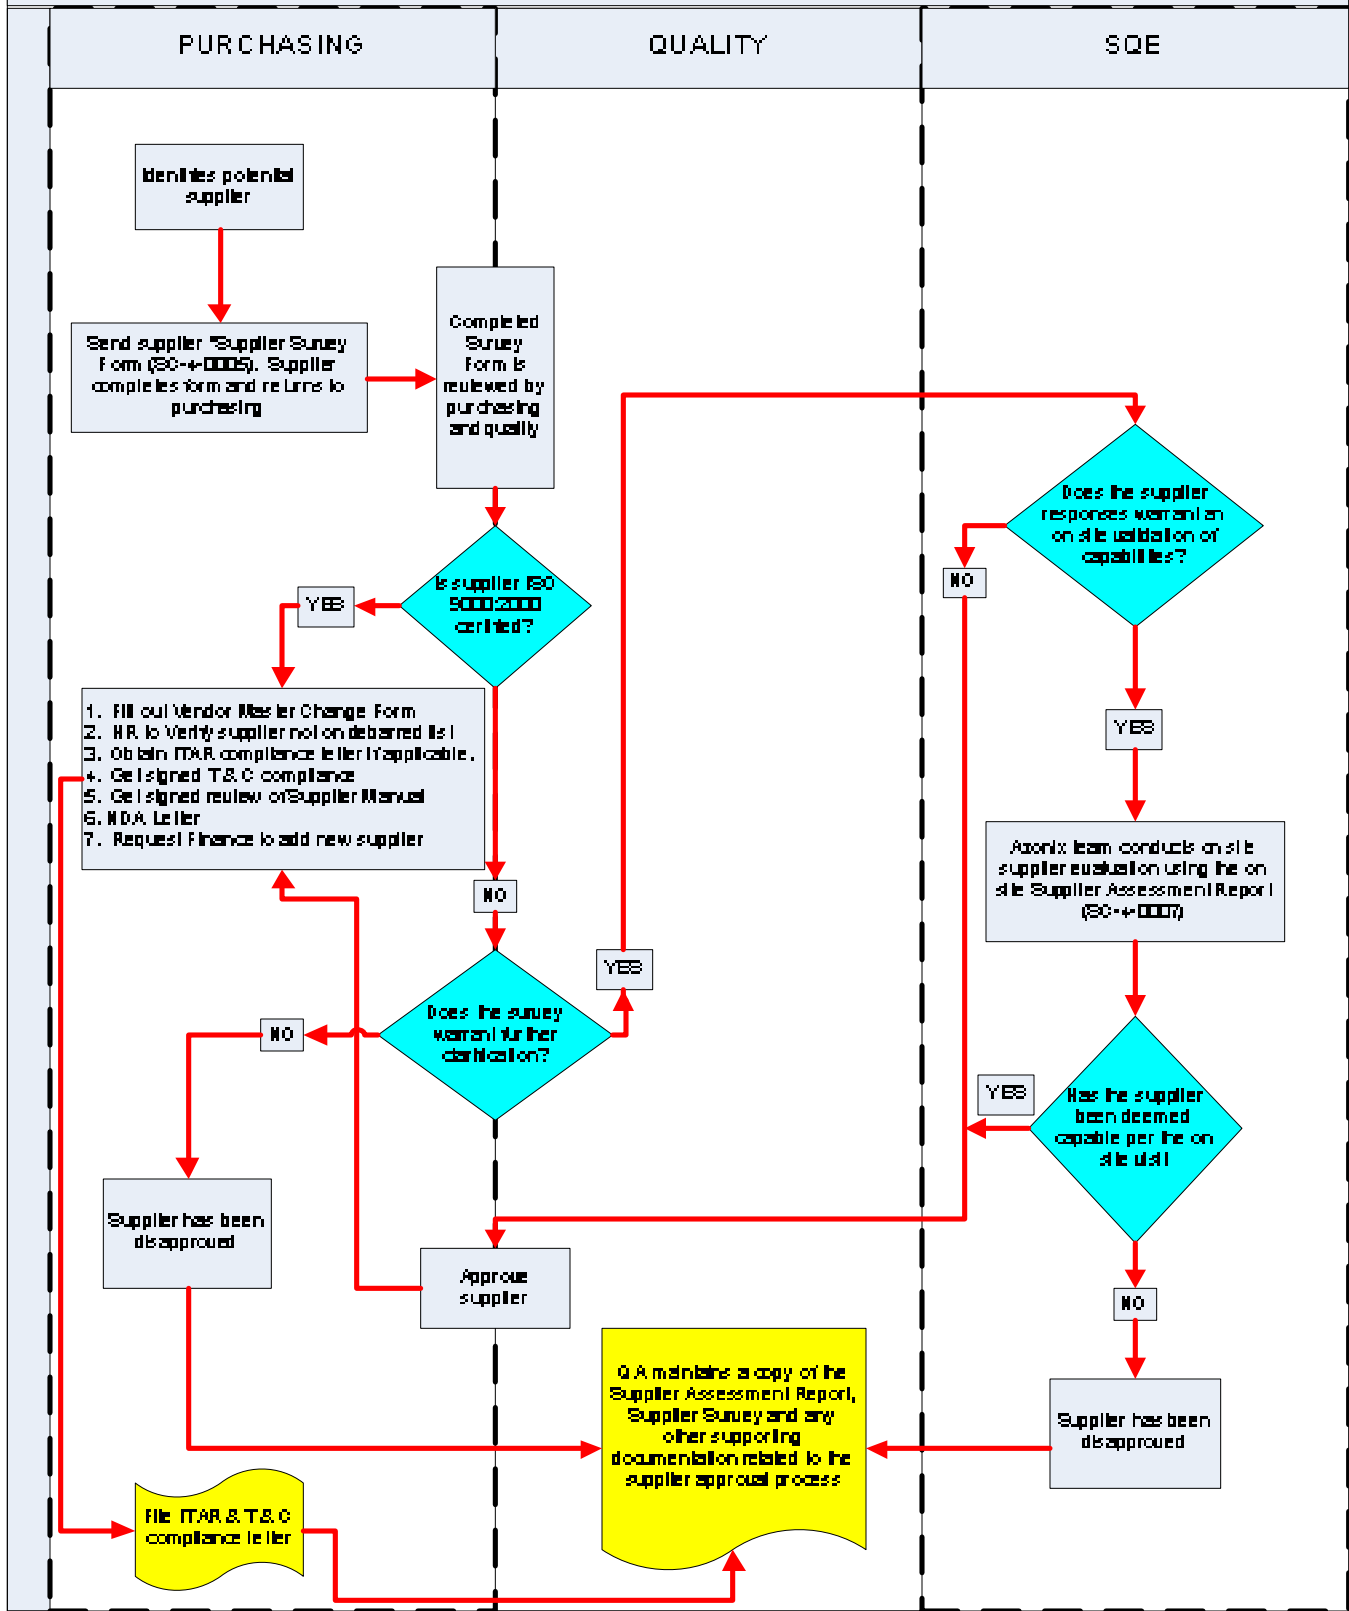 PURCHASING
QUALITY
SQE
Identifies potential
supplier
Send supplier "Supplier Survey
Form (SC-4-0005). Supplier
completes form and returns to
purchasing
Completed
Survey
Form is
reviewed by
purchasing
and quality
Is supplier ISO
9000:2000
certified?
YES
1. Fill out Vendor Master Change Form
2. HR to Verify supplier not on debarred list
3. Obtain ITAR compliance letter if applicable.
4. Get signed T & C compliance
5. Get signed review of Supplier Manual
6. NDA Letter
7. Request Finance to add new supplier
NO
Does the survey
warrant further
clarification?
YES
NO
Does the supplier
responses warrant an
on site validation of
capabilities?
NO
YES
Azonix team conducts on site
supplier evaluation using the on
site Supplier Assessment Report
(SC-4-0007)
Has the supplier
been deemed
capable per the on
site visit
YES
NO
Supplier has been
disapproved
Approve
supplier
Supplier has been
disapproved
QA maintains a copy of the
Supplier Assessment Report,
Supplier Survey and any
other supporting
documentation related to the
supplier approval process
File ITAR & T & C
compliance letter